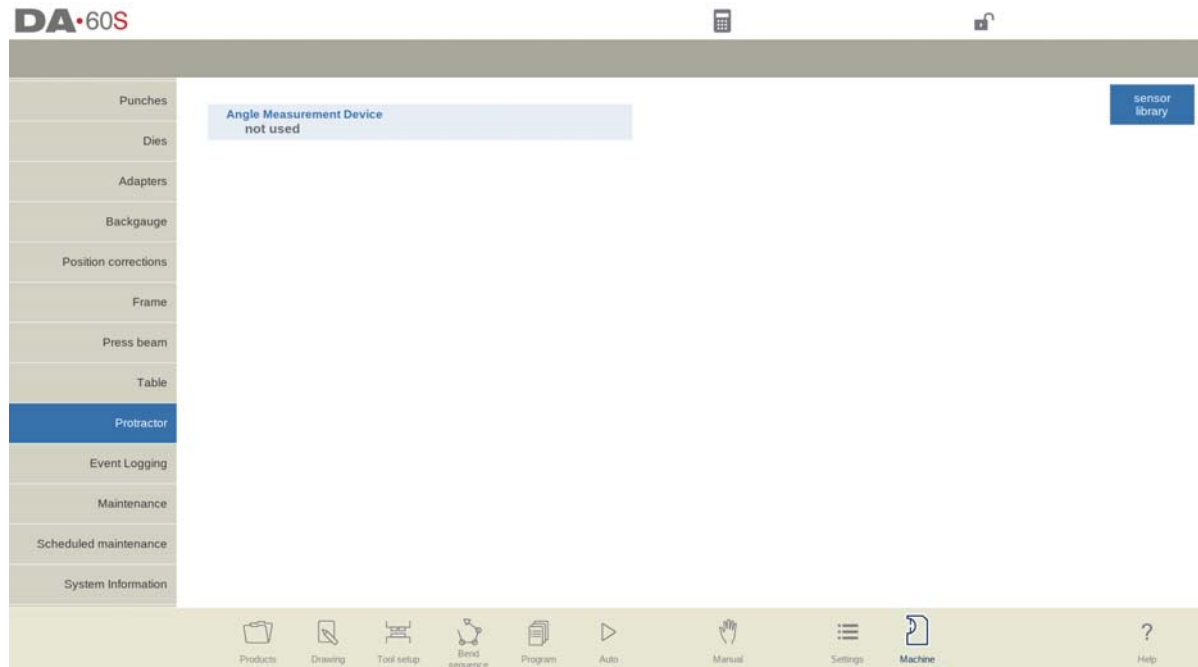 DA•60S
Punches
Dies
Adapters
Backgauge
Position corrections
Frame
Press beam
Table
Protractor
Event Logging
Maintenance
Scheduled maintenance
System Information
Angle Measurement Device
not used
sensor
library
Products
Drawing
Tool setup
Bend
sequence
Program
Auto
Manual
Settings
Machine
?
Help